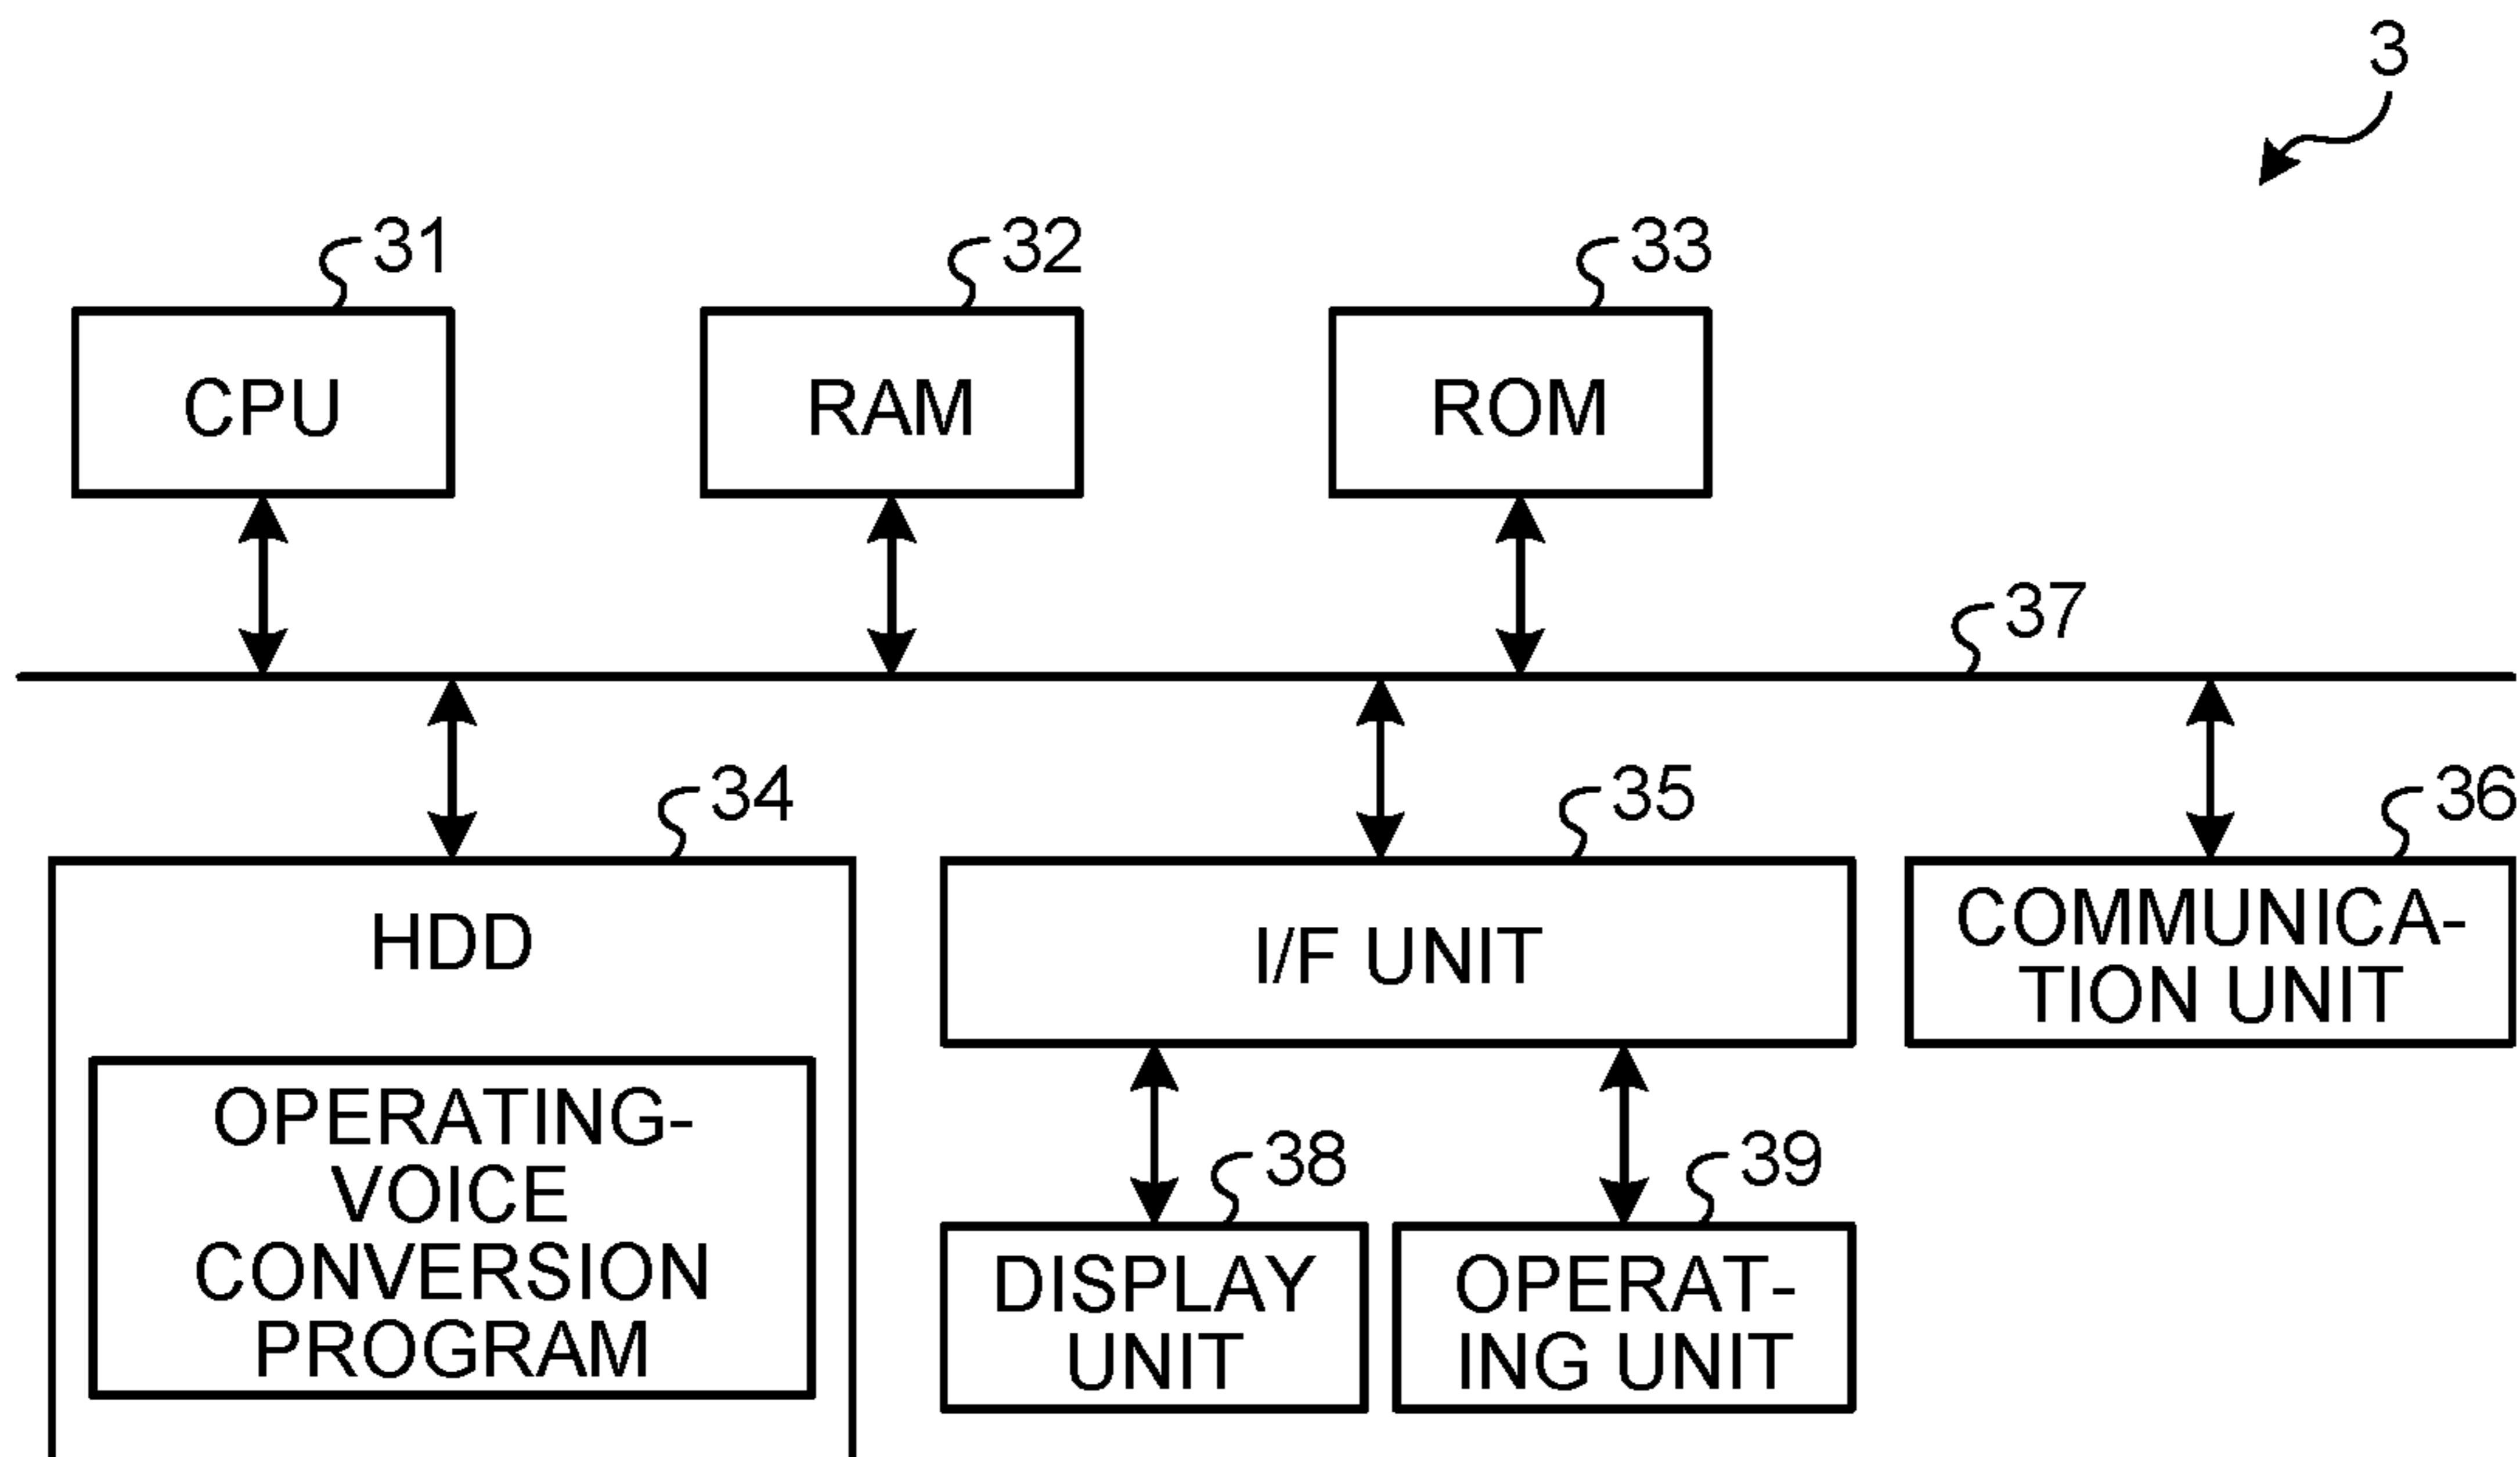 3
31
32
33
CPU
RAM
ROM
37
34
35
36
HDD
I/F UNIT
COMMUNICA-
TION UNIT
OPERATING-
VOICE
CONVERSION
PROGRAM
38
39
DISPLAY
UNIT
OPERAT-
ING UNIT